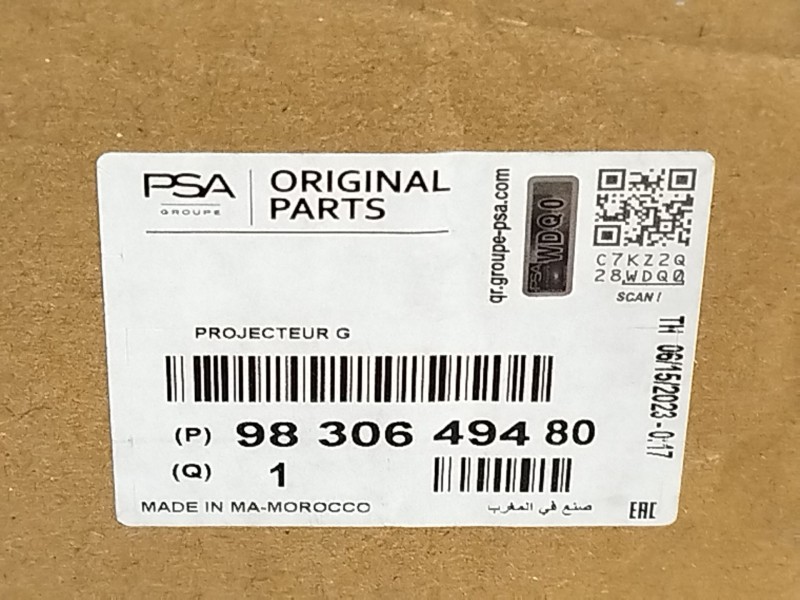 PSA
GROUPE
ORIGINAL
PARTS
qr.groupe-psa.com
PSA WDQ0
C7KZ2Q
28WDQ0
SCAN!
TH 06/15/2023 - 0:17
PROJECTEUR G
(P) 98 306 494 80
(Q) 1
MADE IN MA-MOROCCO
صنع في المغرب
EAC